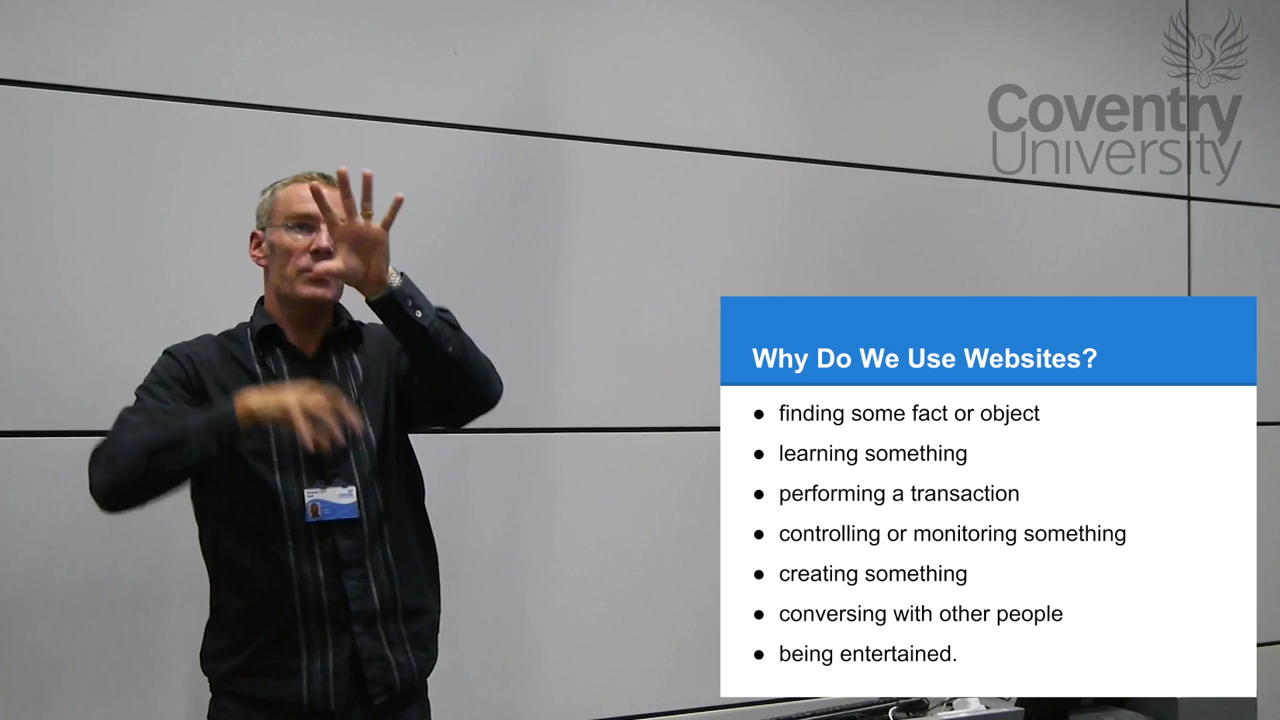 Coventry
University
Why Do We Use Websites?
● finding some fact or object
● learning something
● performing a transaction
● controlling or monitoring something
● creating something
● conversing with other people
● being entertained.